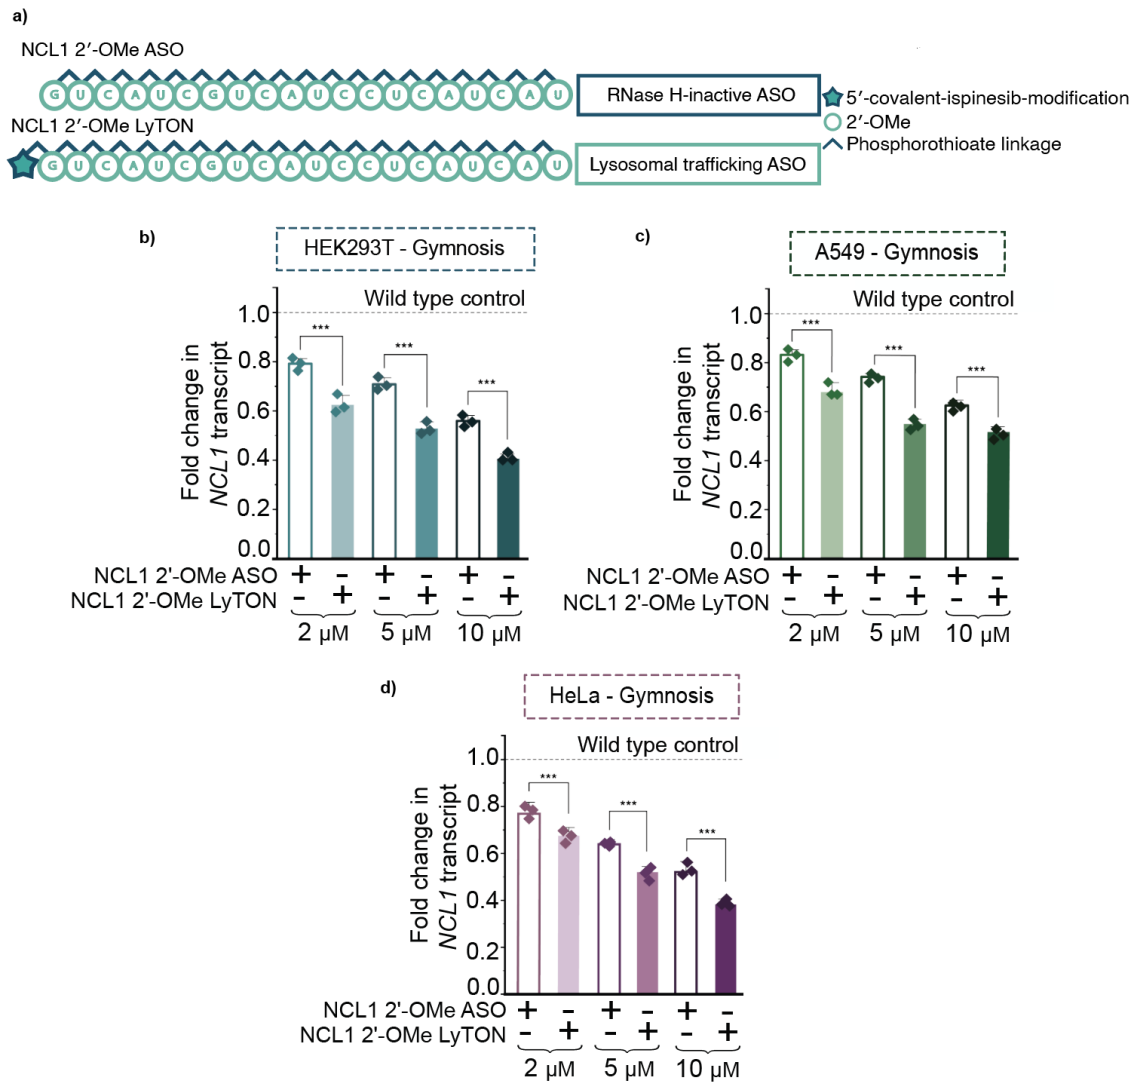 a)
NCL1 2′-OMe ASO
G U C A U C G U C A U C C U C A U C A U
RNase H-inactive ASO
NCL1 2′-OMe LyTON
G U C A U C G U C A U C C U C A U C A U
Lysosomal trafficking ASO
5′-covalent-ispinesib-modification
2′-OMe
Phosphorothioate linkage
b)
HEK293T - Gymnosis
Wild type control
Fold change in
NCL1 transcript
1.0
0.8
0.6
0.4
0.2
0.0
***
***
***
NCL1 2'-OMe ASO + - + - + -
NCL1 2'-OMe LyTON - + - + - +
2 μM 5 μM 10 μM
c)
A549 - Gymnosis
Wild type control
Fold change in
NCL1 transcript
1.0
0.8
0.6
0.4
0.2
0.0
***
***
***
NCL1 2'-OMe ASO + - + - + -
NCL1 2'-OMe LyTON - + - + - +
2 μM 5 μM 10 μM
d)
HeLa - Gymnosis
Wild type control
Fold change in
NCL1 transcript
1.0
0.8
0.6
0.4
0.2
0.0
***
***
***
NCL1 2'-OMe ASO + - + - + -
NCL1 2'-OMe LyTON - + - + - +
2 μM 5 μM 10 μM